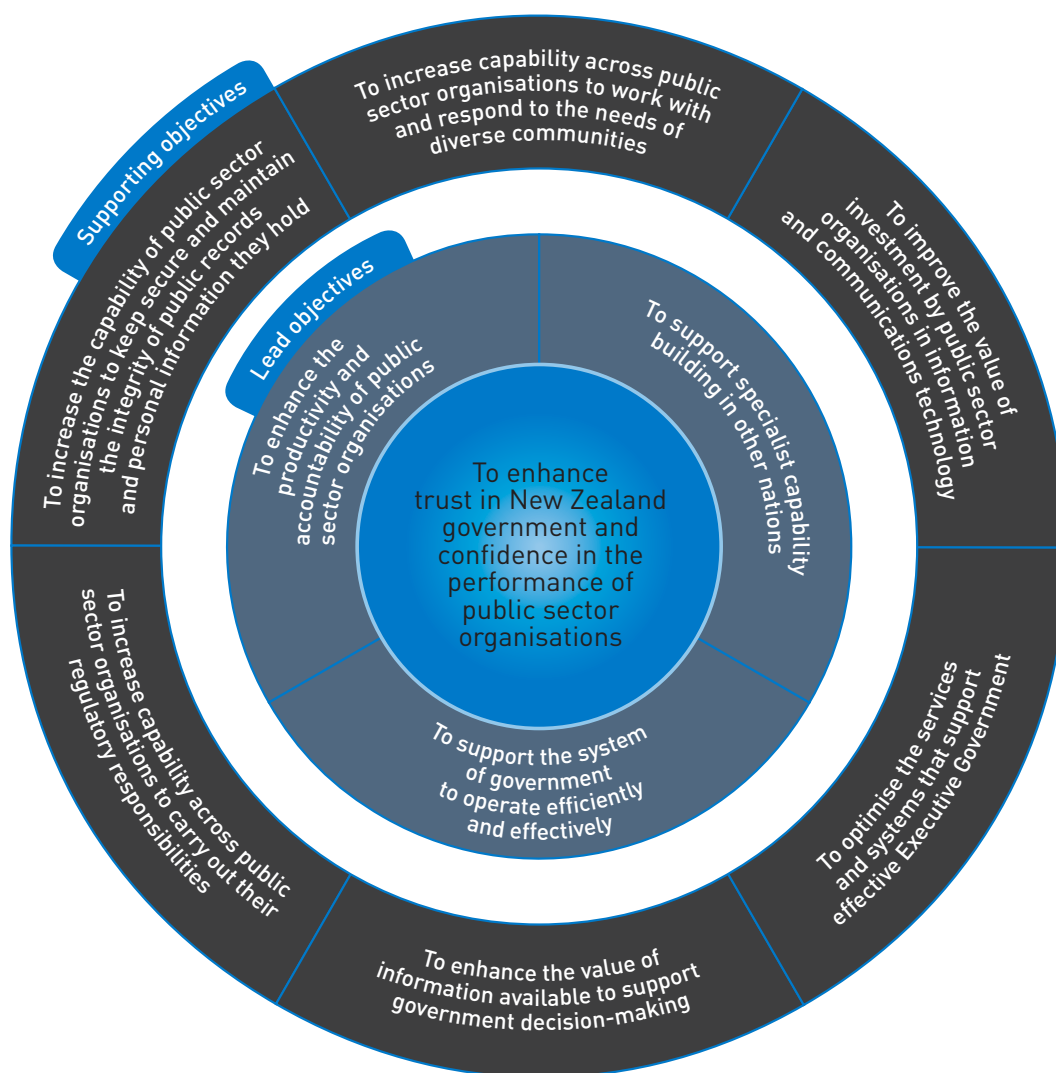 Supporting objectives
To increase the capability of public sector
organisations to keep secure and maintain
the integrity of public records
and personal information they hold
To increase capability across public
sector organisations to work with
and respond to the needs of
diverse communities
To improve the value of
investment by public sector
organisations in information
and communications technology
To optimise the services
and systems that support
effective Executive Government
To enhance the value of
information available to support
government decision-making
To increase capability across public
sector organisations to carry out their
regulatory responsibilities
Lead objectives
To enhance the
productivity and
accountability of public
sector organisations
To support specialist capability
building in other nations
To support the system
of government
to operate efficiently
and effectively
To enhance
trust in New Zealand
government and
confidence in the
performance of
public sector
organisations